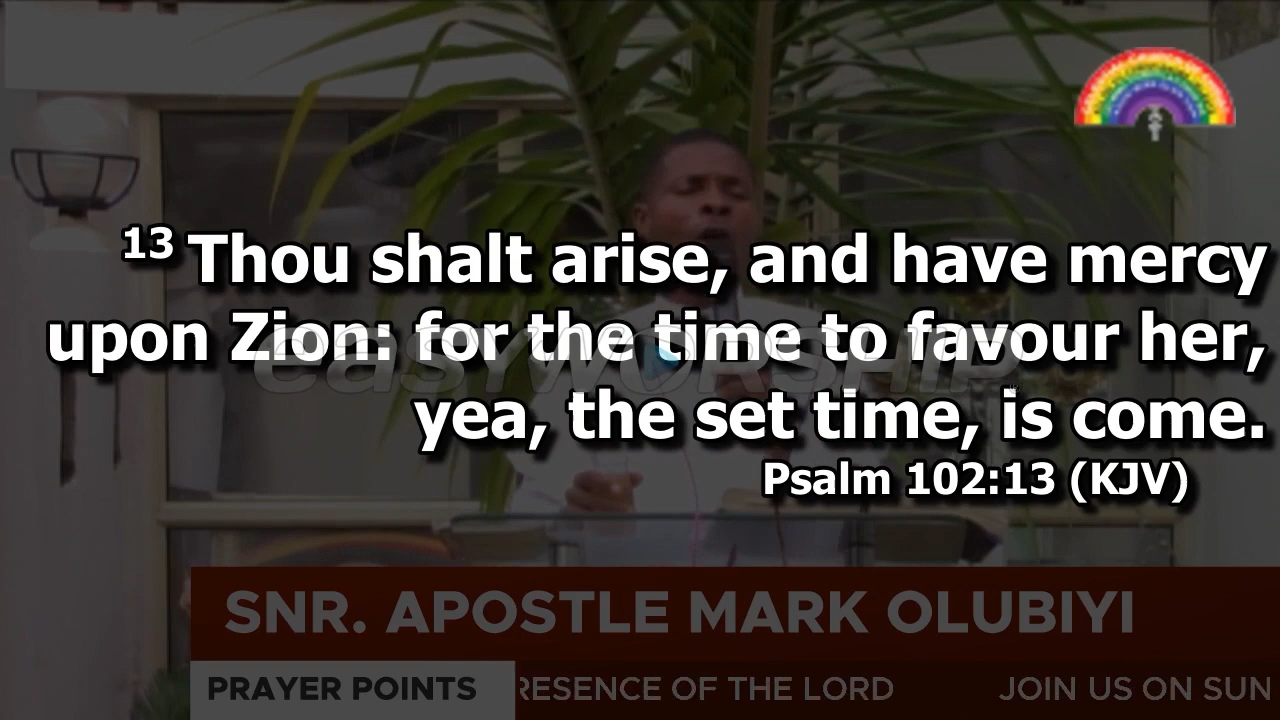 13 Thou shalt arise, and have mercy
upon Zion: for the time to favour her,
yea, the set time, is come.
Psalm 102:13 (KJV)
easyworship
SNR. APOSTLE MARK OLUBIYI
PRAYER POINTS
RESENCE OF THE LORD JOIN US ON SUN